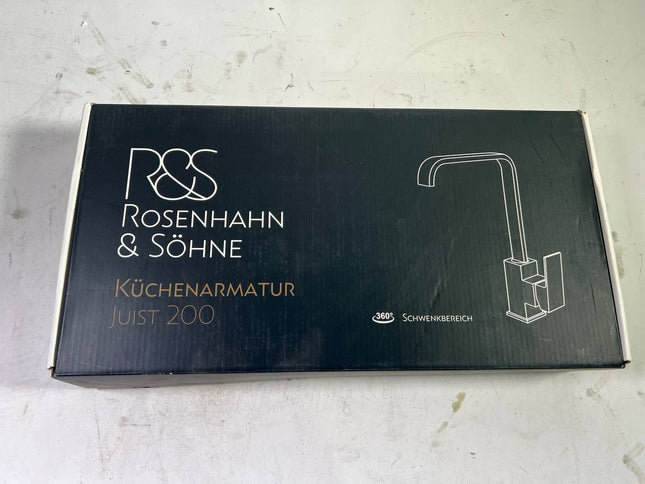 R&S
ROSENHAHN
& SÖHNE
KÜCHENARMATUR
JUIST 200
360° SCHWENKBEREICH